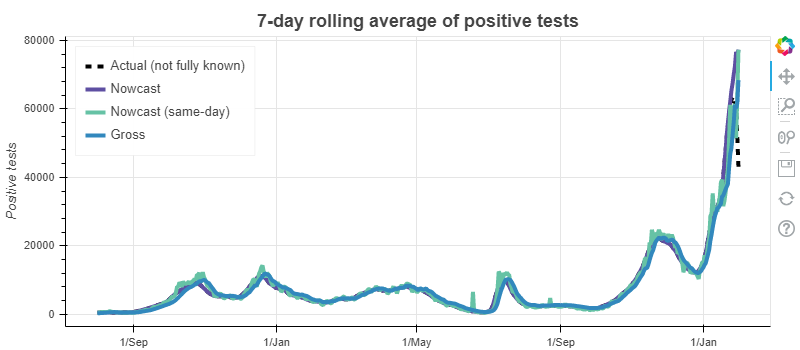 7-day rolling average of positive tests
80000
60000
40000
20000
0
Positive tests
Actual (not fully known)
Nowcast
Nowcast (same-day)
Gross
1/Sep
1/Jan
1/May
1/Sep
1/Jan